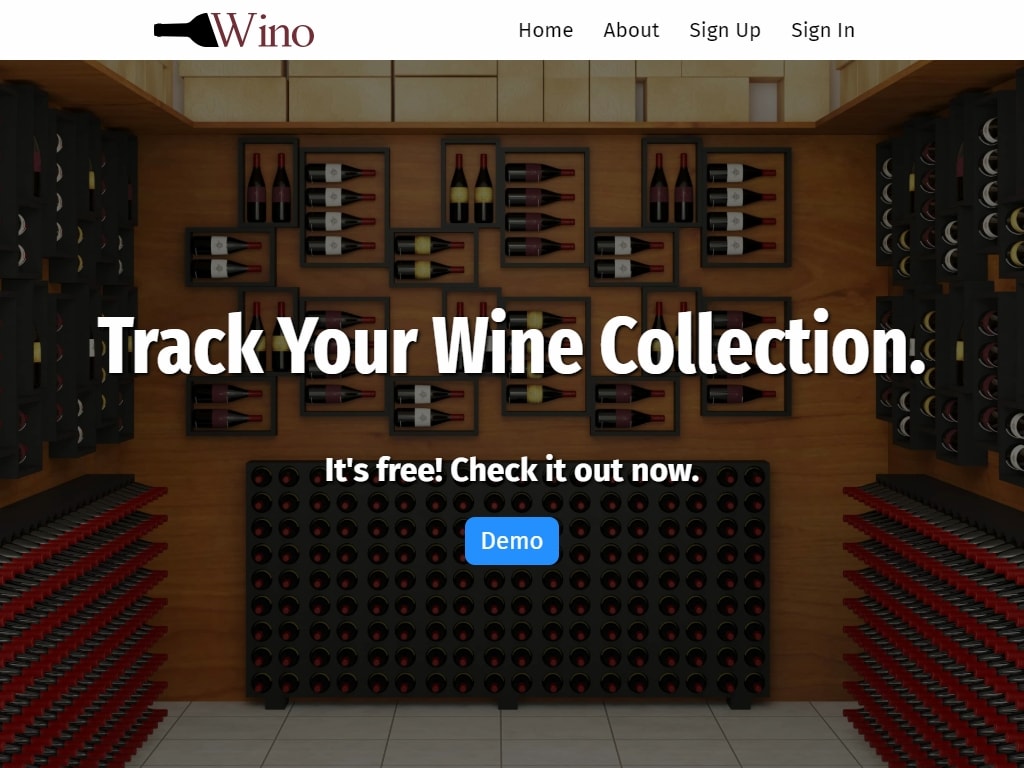 Wino
Home About Sign Up Sign In
Track Your Wine Collection.
It's free! Check it out now.
Demo